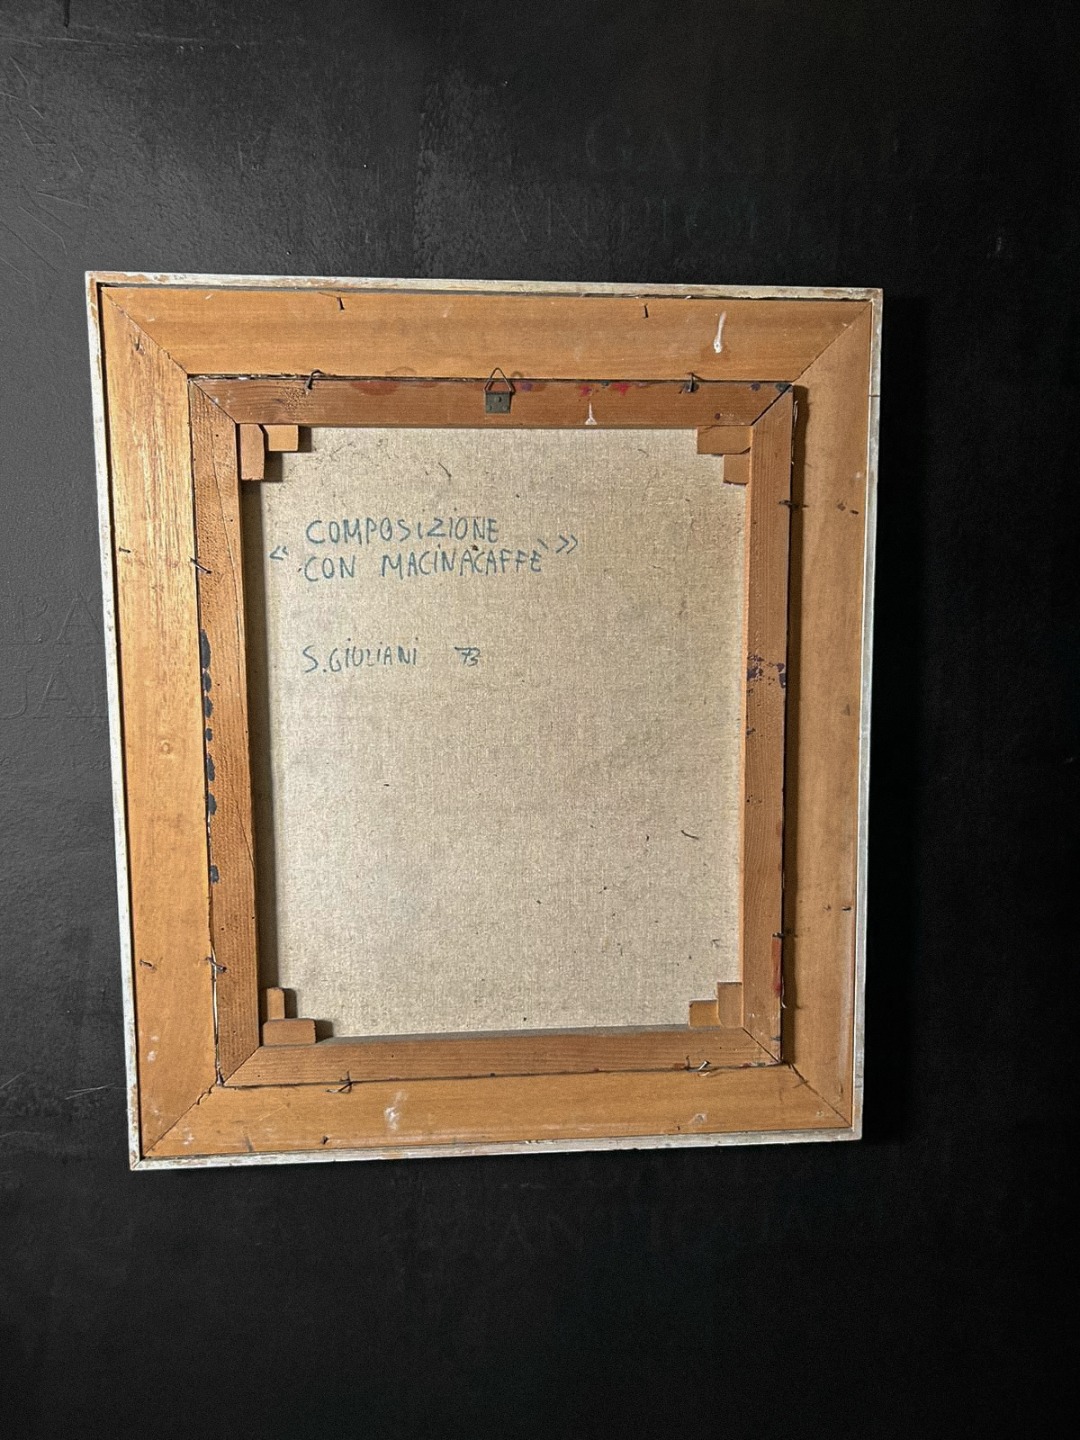 COMPOSIZIONE
« CON MACINACAFFÈ »
S. GIULIANI 73